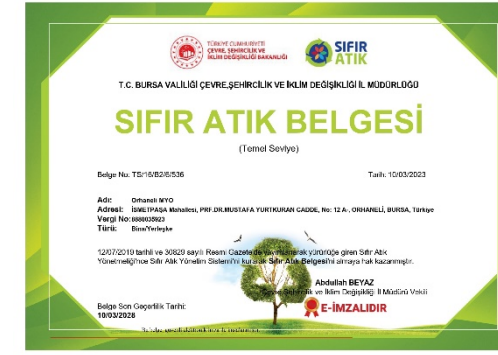 TÜRKİYE CUMHURİYETİ
ÇEVRE, ŞEHİRCİLİK VE
İKLİM DEĞİŞİKLİĞİ BAKANLIĞI
SIFIR
ATIK
T.C. BURSA VALİLİĞİ ÇEVRE,ŞEHİRCİLİK VE İKLİM DEĞİŞİKLİĞİ İL MÜDÜRLÜĞÜ
SIFIR ATIK BELGESİ
(Temel Seviye)
Belge No: TS/16/B2/6/536
Tarih: 10/03/2023
Adı: Orhaneli MYO
Adresi: İSMETPAŞA Mahallesi, PRF.DR.MUSTAFA YURTKURAN CADDE, No: 12 A-, ORHANELİ, BURSA, Türkiye
Vergi No:
Türü: Bina/Yerleşke
12/07/2019 tarihli ve 30829 sayılı Resmi Gazete'de yayımlanarak yürürlüğe giren Sıfır Atık
Yönetmeliği'nce Sıfır Atık Yönetim Sistemi'ni kurarak Sıfır Atık Belgesi'ni almaya hak kazanmıştır.
Abdullah BEYAZ
Çevre, Şehircilik ve İklim Değişikliği İl Müdürü Vekili
E-İMZALIDIR
Belge Son Geçerlilik Tarihi:
10/03/2028